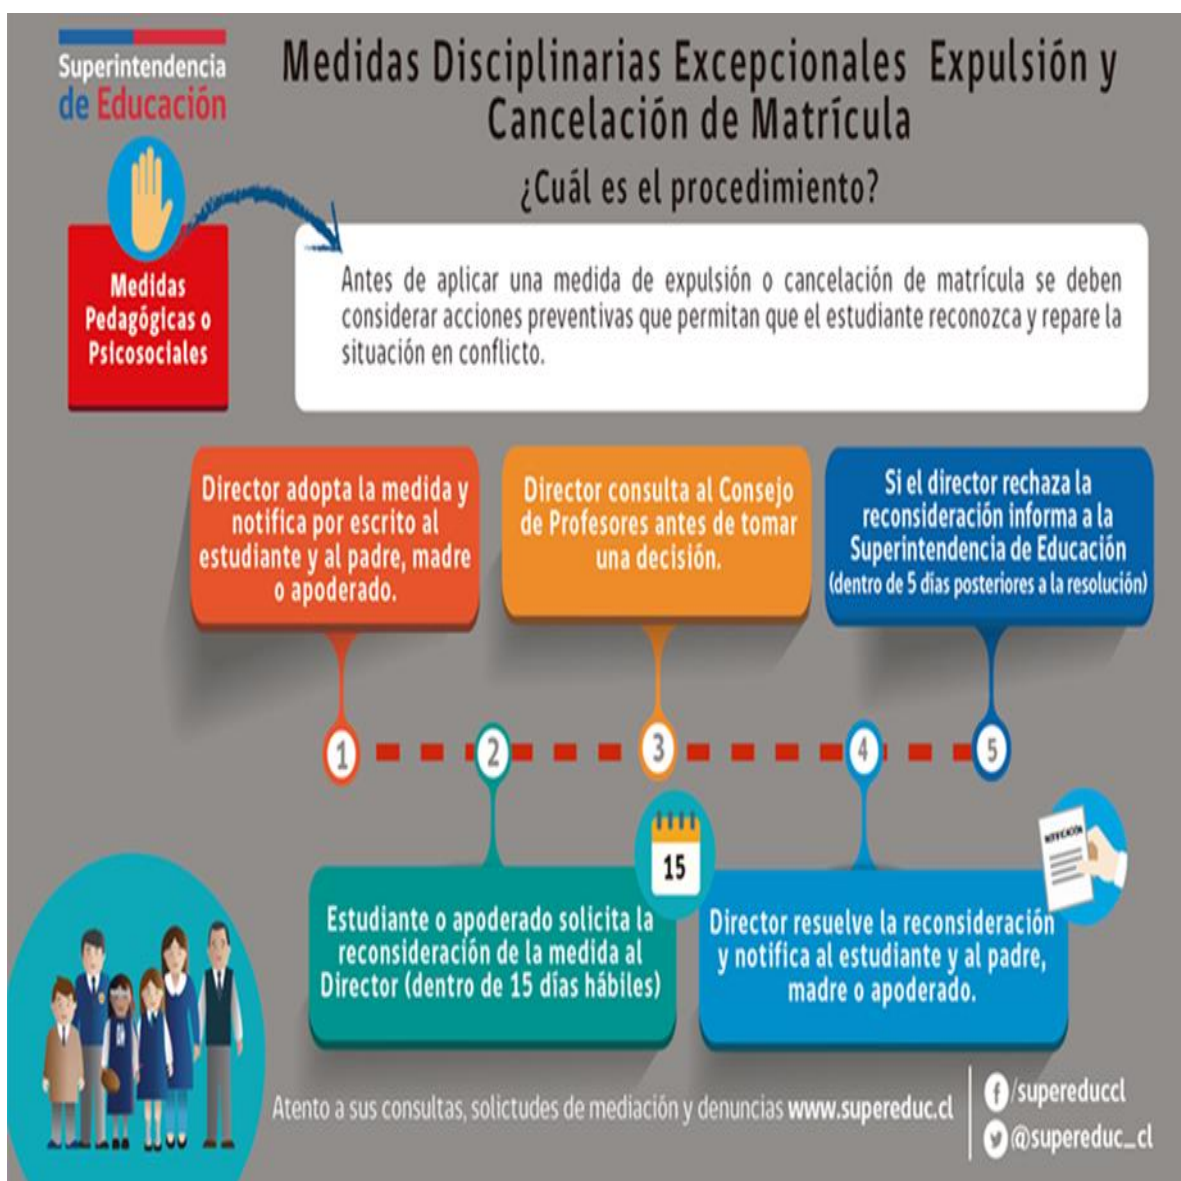 Superintendencia
de Educación
Medidas Disciplinarias Excepcionales Expulsión y
Cancelación de Matrícula
¿Cuál es el procedimiento?
Medidas
Pedagógicas o
Psicosociales
Antes de aplicar una medida de expulsión o cancelación de matrícula se deben
considerar acciones preventivas que permitan que el estudiante reconozca y repare la
situación en conflicto.
Director adopta la medida y
notifica por escrito al
estudiante y al padre, madre
o apoderado.
1
Estudiante o apoderado solicita la
reconsideración de la medida al
Director (dentro de 15 días hábiles)
2
15
Director consulta al Consejo
de Profesores antes de tomar
una decisión.
3
Director resuelve la reconsideración
y notifica al estudiante y al padre,
madre o apoderado.
4
NOTIFICACIÓN
Si el director rechaza la
reconsideración informa a la
Superintendencia de Educación
(dentro de 5 días posteriores a la resolución)
5
Atento a sus consultas, solictudes de mediación y denuncias www.supereduc.cl
/supereduccl
@supereduc_cl